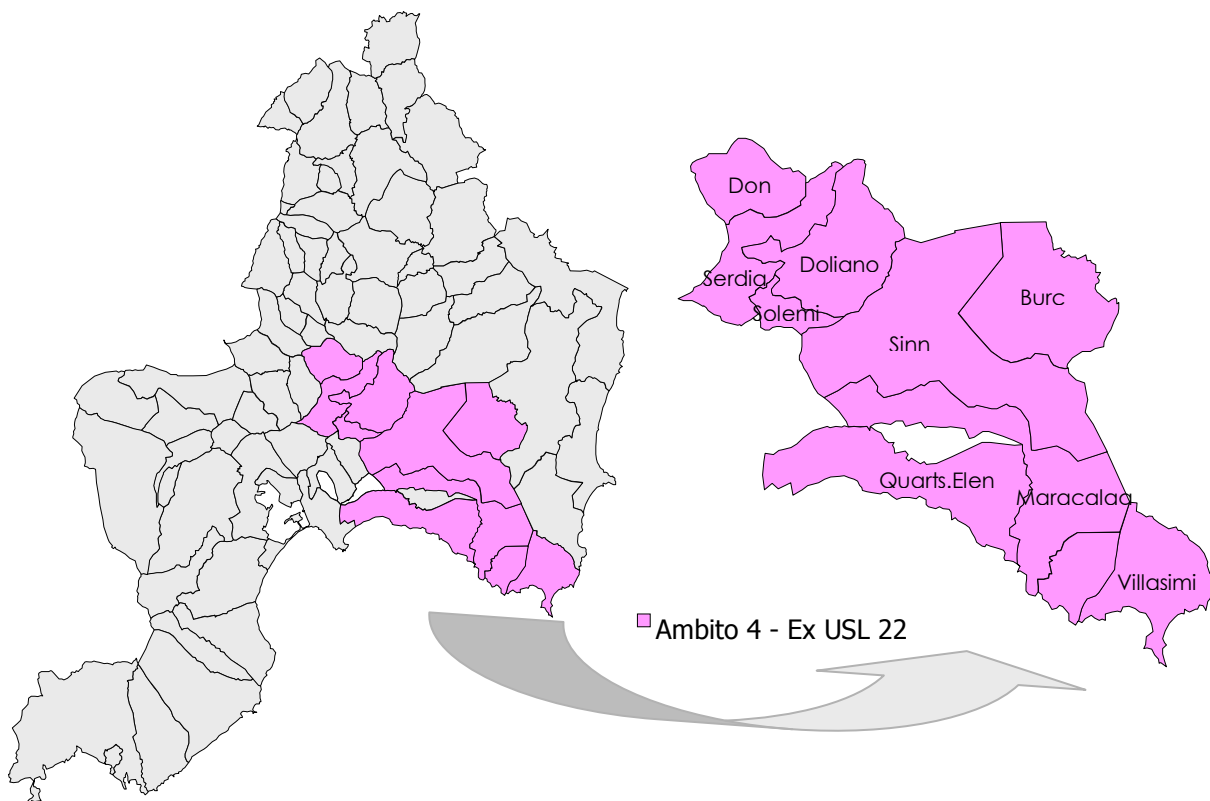 Don
Doliano
Serdia
Burc
Solemi
Sinn
Quarts.Elen
Maracalaa
Villasimi
Ambito 4 - Ex USL 22